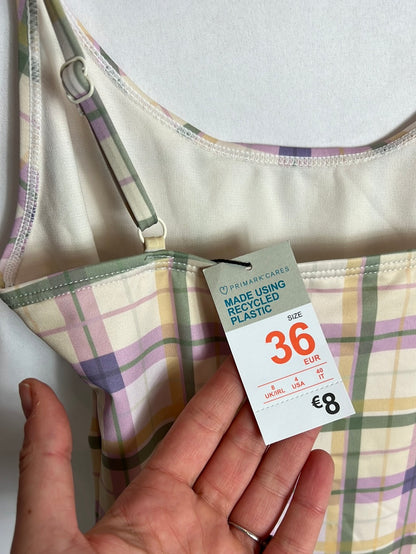 PRIMARK CARES
MADE USING
RECYCLED
PLASTIC
SIZE
36
EUR
8 4 40
UK/IRL USA IT
€8